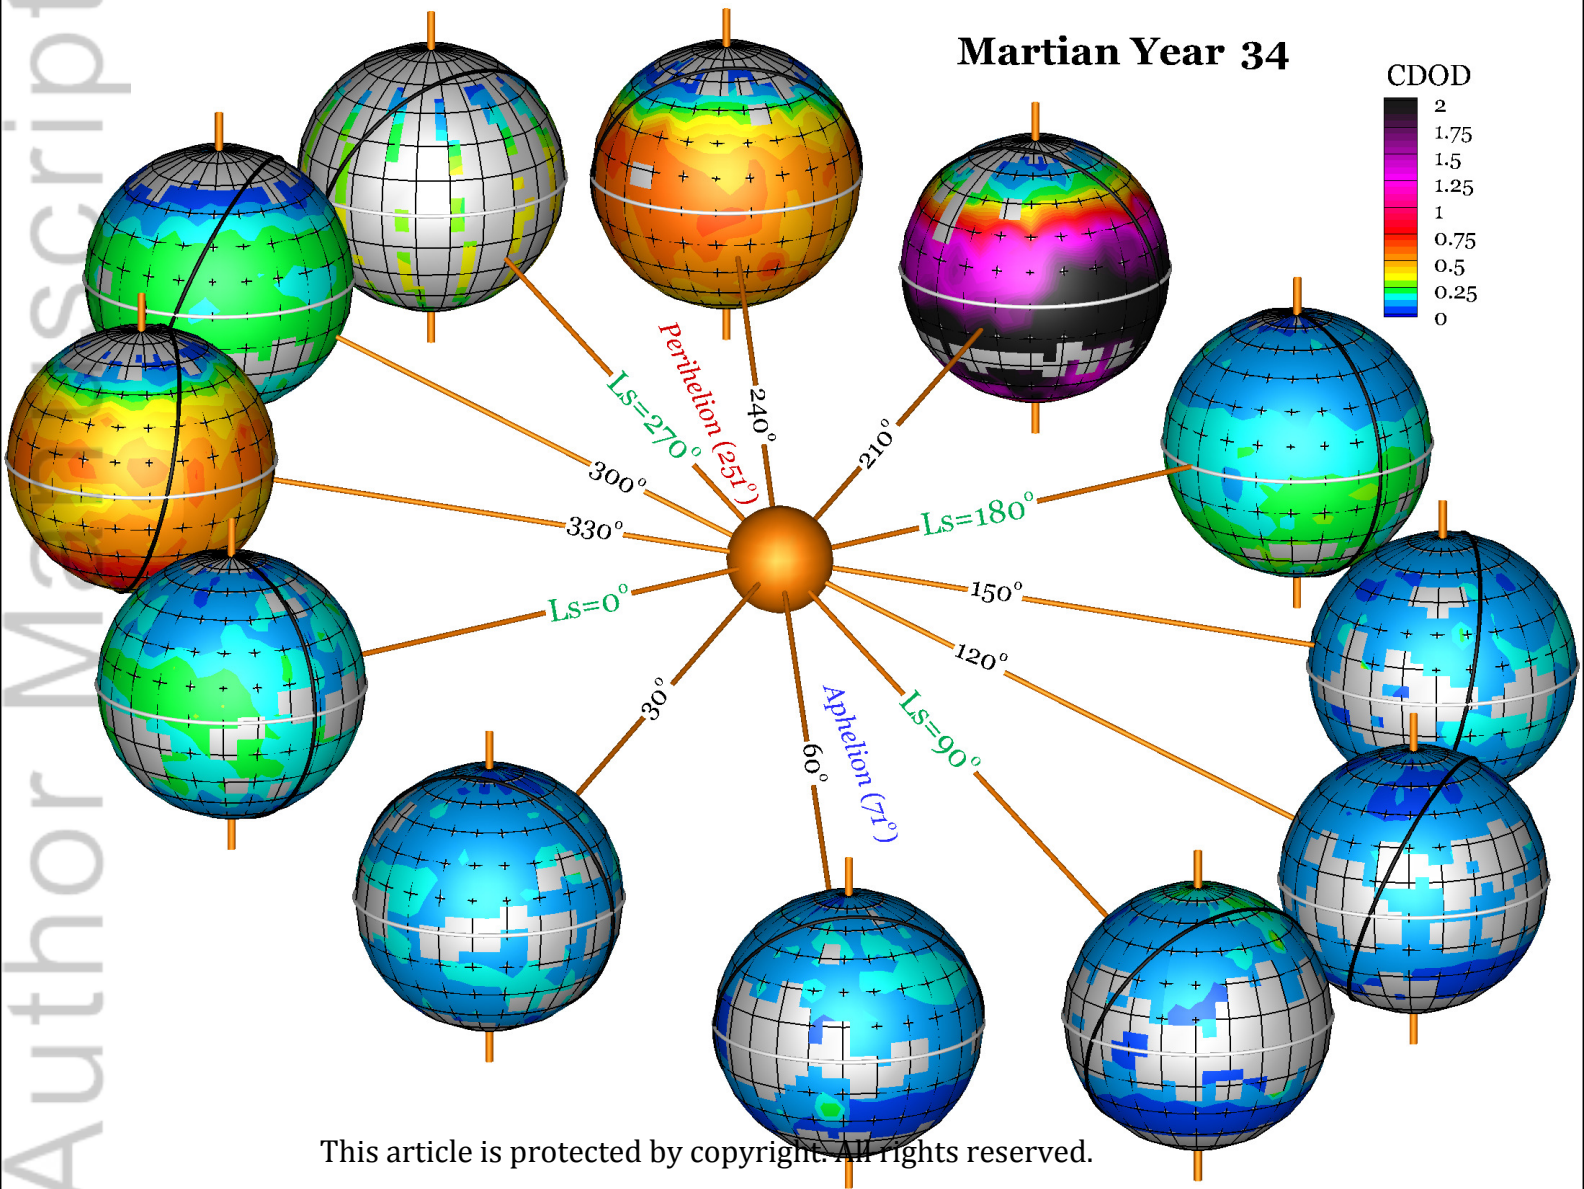 Author Manuscript
Martian Year 34
CDOD
2
1.75
1.5
1.25
1
0.75
0.5
0.25
0
Perihelion (251°)
Ls=270°
240°
210°
300°
Ls=180°
330°
150°
Ls=0°
120°
30°
60°
Aphelion (71°)
Ls=90°
This article is protected by copyright. All rights reserved.